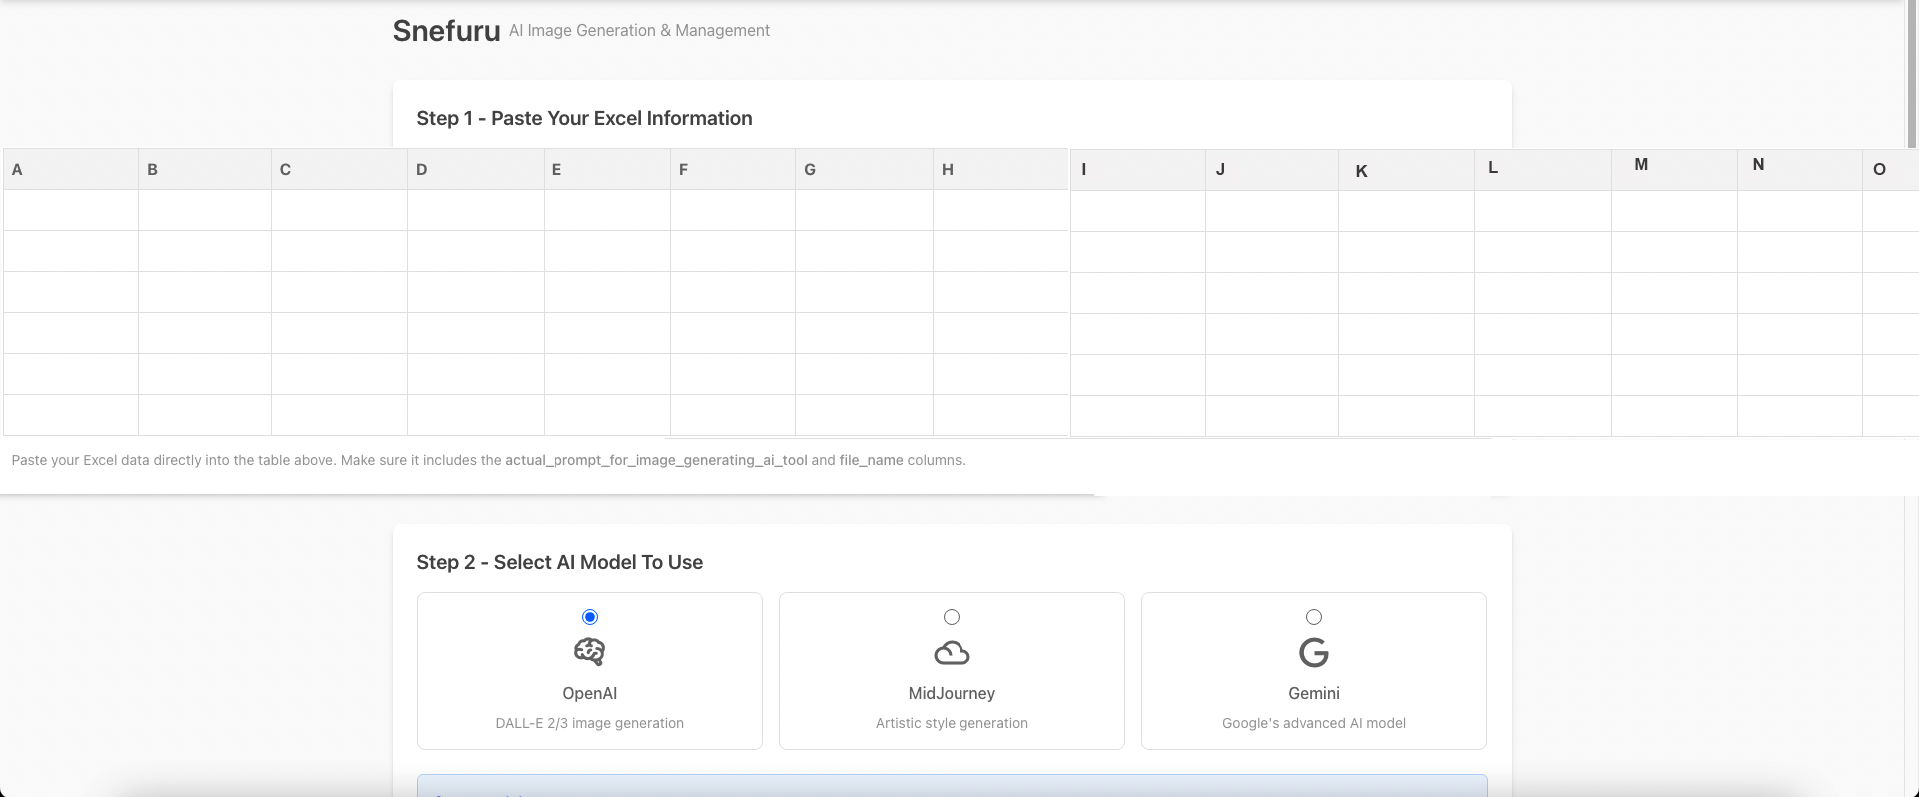 Snefuru AI Image Generation & Management
Step 1 - Paste Your Excel Information
A B C D E F G H I J K L M N O
Paste your Excel data directly into the table above. Make sure it includes the actual_prompt_for_image_generating_ai_tool and file_name columns.
Step 2 - Select AI Model To Use
OpenAI
DALL-E 2/3 image generation
MidJourney
Artistic style generation
Gemini
Google's advanced AI model